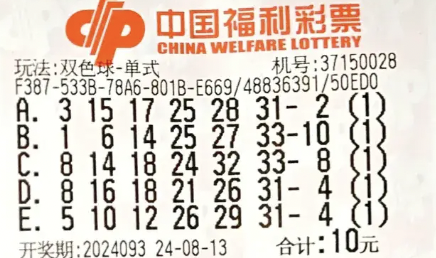 中国福利彩票
CHINA WELFARE LOTTERY
玩法:双色球-单式 机号:37150028
F387-533B-78A6-801B-E669/48836391/50ED0
A. 3 15 17 25 28 31- 2 (1)
B. 1 6 14 25 27 33-10 (1)
C. 8 14 18 24 32 33- 8 (1)
D. 8 16 18 21 26 31- 4 (1)
E. 5 10 12 26 29 31- 4 (1)
开奖期:2024093 24-08-13 合计:10元